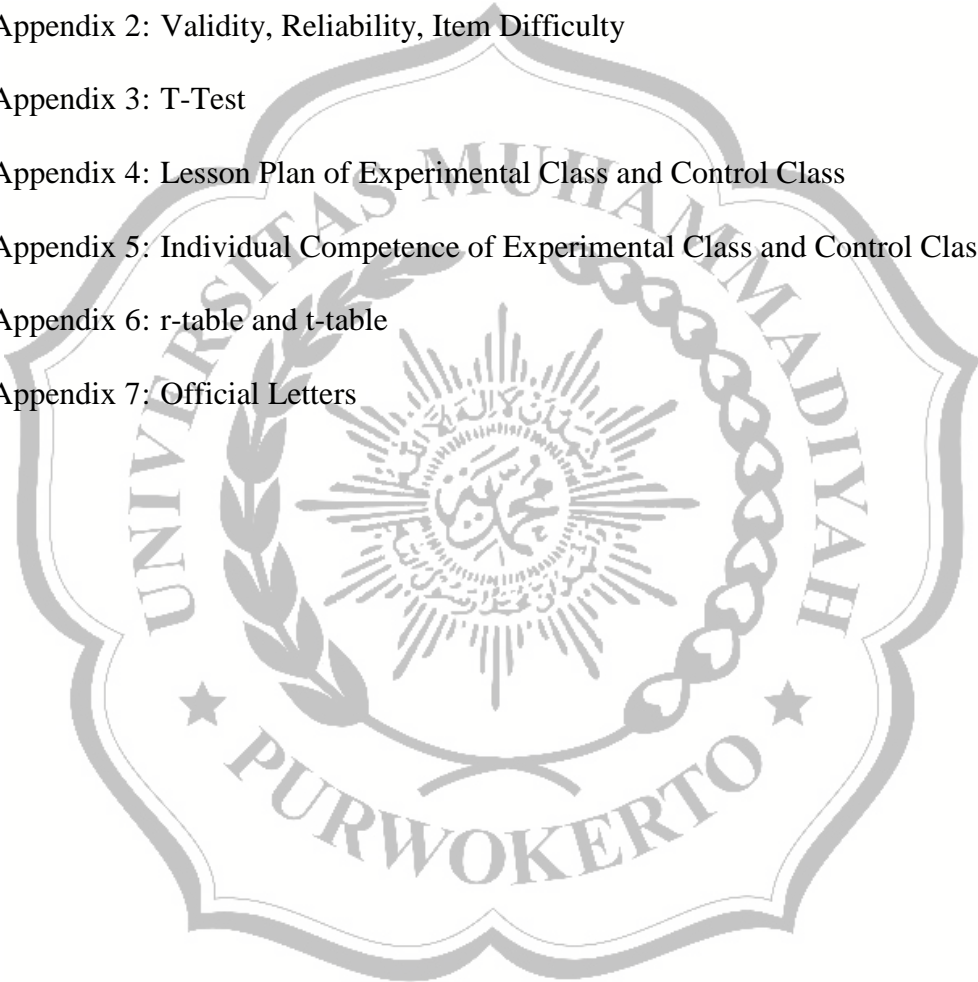 Appendix 2: Validity, Reliability, Item Difficulty
Appendix 3: T-Test
Appendix 4: Lesson Plan of Experimental Class and Control Class
Appendix 5: Individual Competence of Experimental Class and Control Clas
Appendix 6: r-table and t-table
Appendix 7: Official Letters
UNIVERSITAS MUHAMMADIYAH
PURWOKERTO